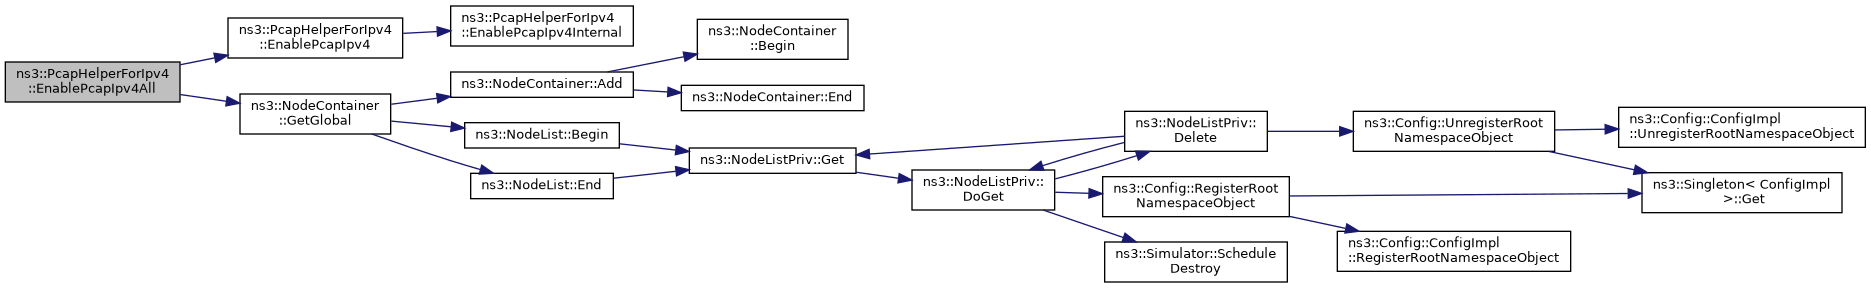 ns3::PcapHelperForIpv4
::EnablePcapIpv4All
ns3::PcapHelperForIpv4
::EnablePcapIpv4
ns3::NodeContainer
::GetGlobal
ns3::PcapHelperForIpv4
::EnablePcapIpv4Internal
ns3::NodeContainer::Add
ns3::NodeList::Begin
ns3::NodeList::End
ns3::NodeContainer
::Begin
ns3::NodeContainer::End
ns3::NodeListPriv::Get
ns3::NodeListPriv::
DoGet
ns3::NodeListPriv::
Delete
ns3::Config::RegisterRoot
NamespaceObject
ns3::Simulator::Schedule
Destroy
ns3::Config::UnregisterRoot
NamespaceObject
ns3::Config::ConfigImpl
::RegisterRootNamespaceObject
ns3::Config::ConfigImpl
::UnregisterRootNamespaceObject
ns3::Singleton< ConfigImpl
>::Get